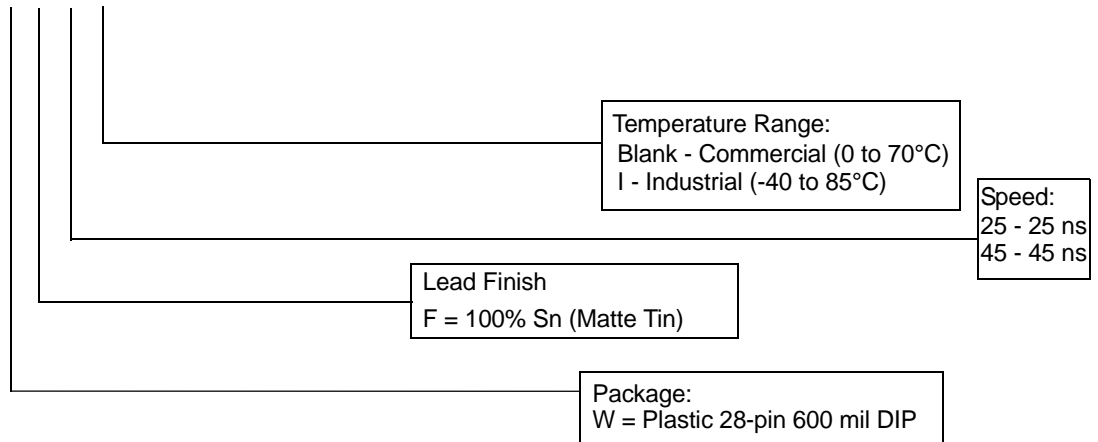 Temperature Range:
Blank - Commercial (0 to 70°C)
I - Industrial (-40 to 85°C)
Speed:
25 - 25 ns
45 - 45 ns
Lead Finish
F = 100% Sn (Matte Tin)
Package:
W = Plastic 28-pin 600 mil DIP